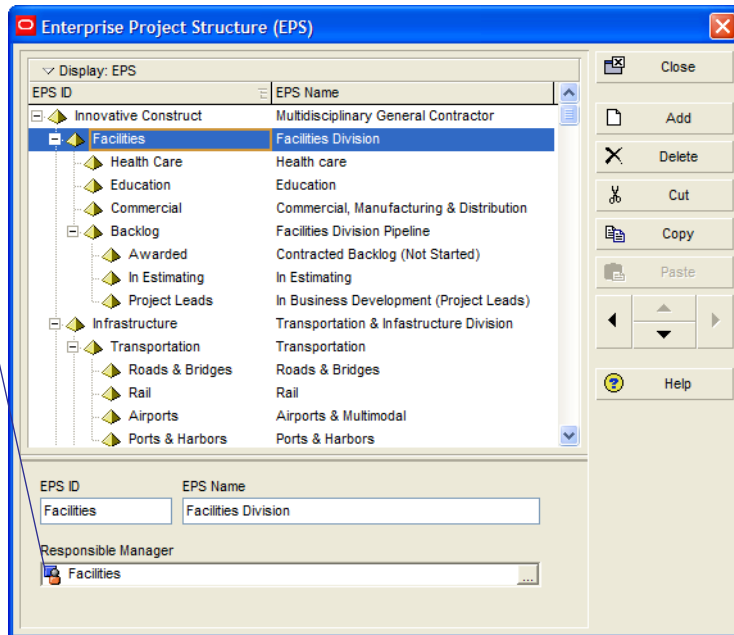 Enterprise Project Structure (EPS)
Display: EPS
EPS ID EPS Name
Innovative Construct Multidisciplinary General Contractor
Facilities Facilities Division
Health Care Health care
Education Education
Commercial Commercial, Manufacturing & Distribution
Backlog Facilities Division Pipeline
Awarded Contracted Backlog (Not Started)
In Estimating In Estimating
Project Leads In Business Development (Project Leads)
Infrastructure Transportation & Infastructure Division
Transportation Transportation
Roads & Bridges Roads & Bridges
Rail Rail
Airports Airports & Multimodal
Ports & Harbors Ports & Harbors
EPS ID EPS Name
Facilities Facilities Division
Responsible Manager
Facilities ...
Close
Add
Delete
Cut
Copy
Paste
Help